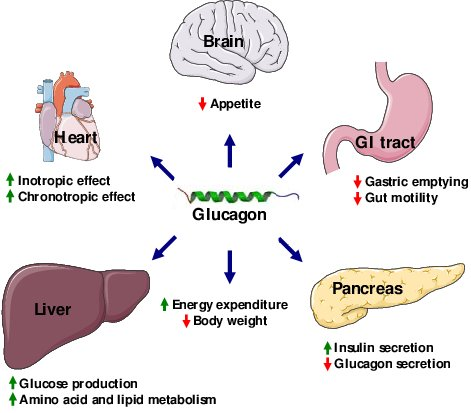 Brain
Appetite
Heart
Inotropic effect
Chronotropic effect
GI tract
Gastric emptying
Gut motility
Glucagon
Liver
Glucose production
Amino acid and lipid metabolism
Energy expenditure
Body weight
Pancreas
Insulin secretion
Glucagon secretion